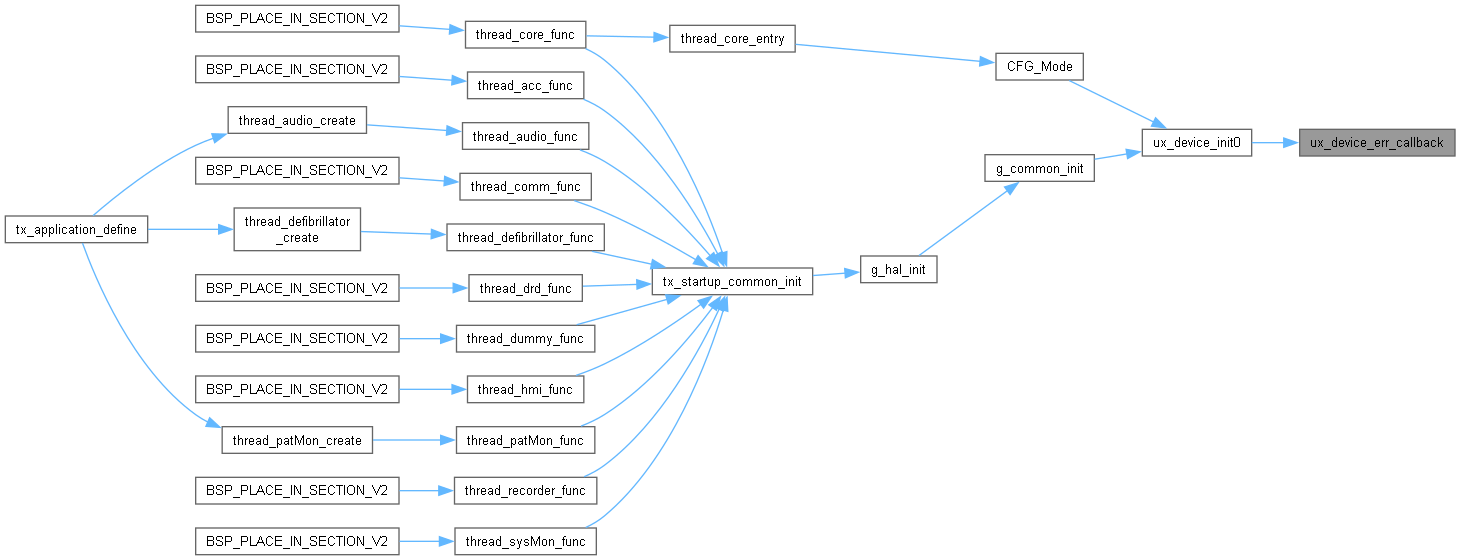 BSP_PLACE_IN_SECTION_V2
thread_core_func
thread_core_entry
CFG_Mode
BSP_PLACE_IN_SECTION_V2
thread_acc_func
thread_audio_create
thread_audio_func
ux_device_init0
ux_device_err_callback
BSP_PLACE_IN_SECTION_V2
thread_comm_func
g_common_init
tx_application_define
thread_defibrillator
_create
thread_defibrillator_func
g_hal_init
tx_startup_common_init
BSP_PLACE_IN_SECTION_V2
thread_drd_func
BSP_PLACE_IN_SECTION_V2
thread_dummy_func
BSP_PLACE_IN_SECTION_V2
thread_hmi_func
thread_patMon_create
thread_patMon_func
BSP_PLACE_IN_SECTION_V2
thread_recorder_func
BSP_PLACE_IN_SECTION_V2
thread_sysMon_func